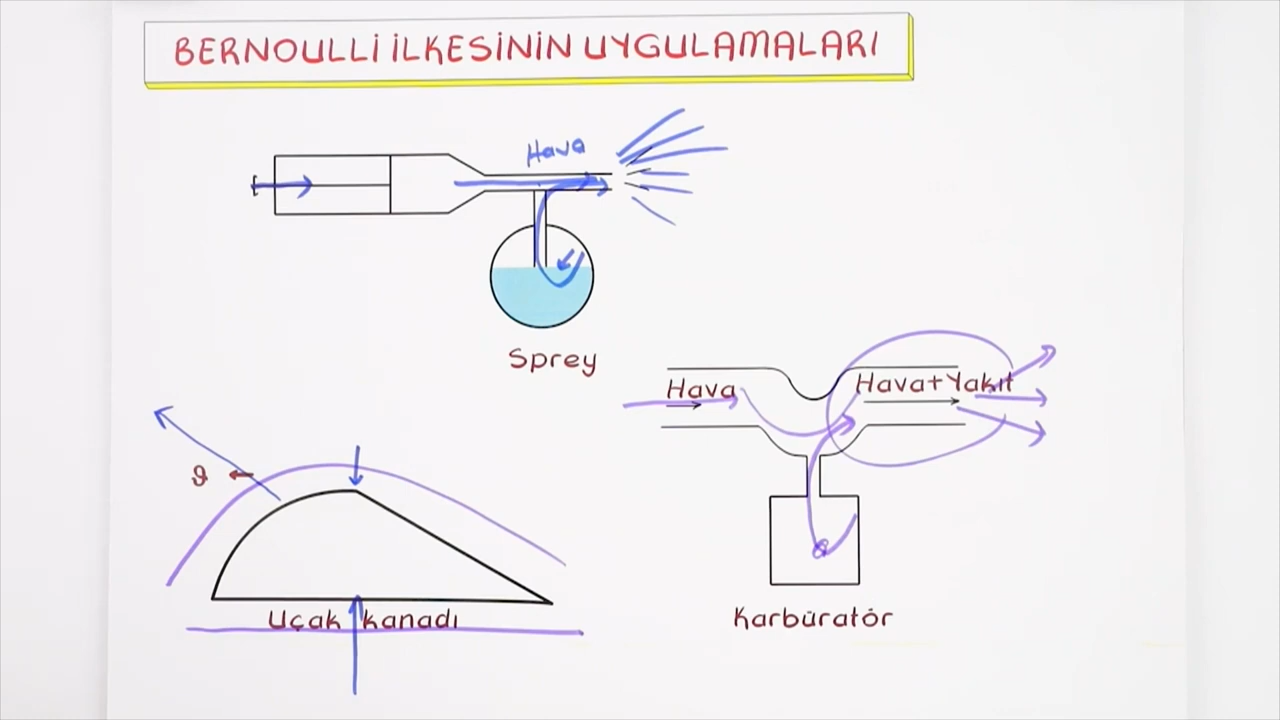 BERNOULLİ İLKESİNİN UYGULAMALARI
Hava
Sprey
Hava
Hava+Yakıt
ϑ
Uçak kanadı
Karbüratör